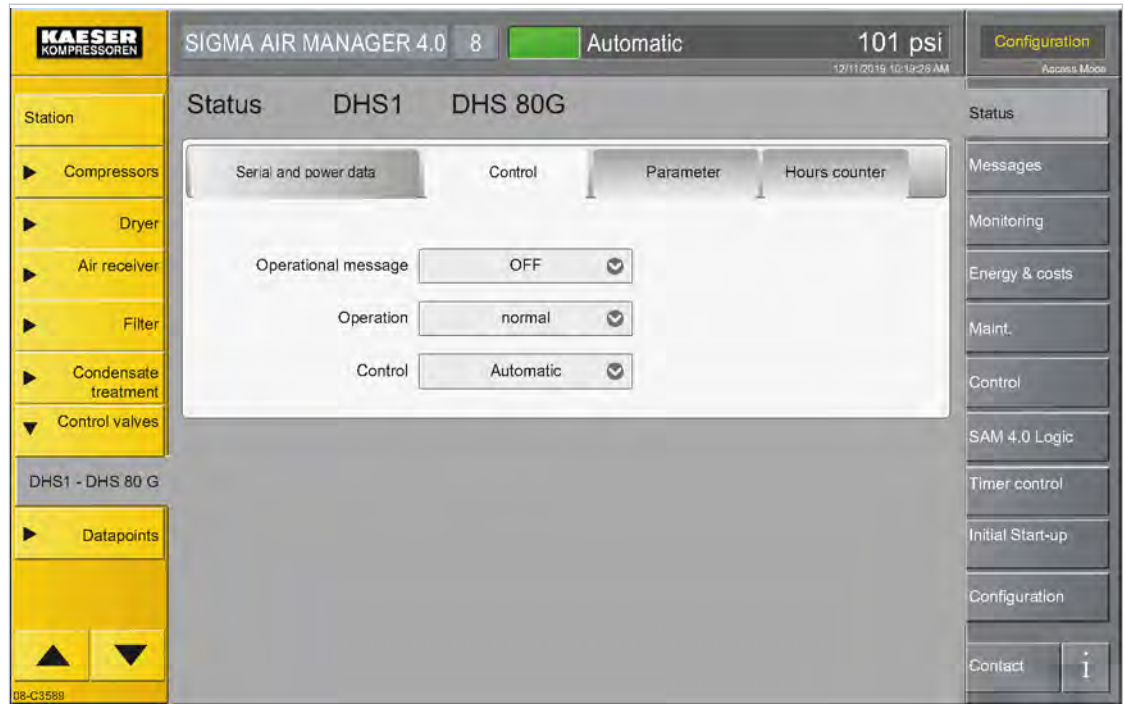 KAESER
KOMPRESSOREN
SIGMA AIR MANAGER 4.0 8 Automatic 101 psi
12/11/2019 10:19:26 AM
Configuration
Access Mode
Station
Compressors
Dryer
Air receiver
Filter
Condensate
treatment
Control valves
DHS1 - DHS 80 G
Datapoints
08-C3589
Status DHS1 DHS 80G
Serial and power data Control Parameter Hours counter
Operational message OFF
Operation normal
Control Automatic
Status
Messages
Monitoring
Energy & costs
Maint.
Control
SAM 4.0 Logic
Timer control
Initial Start-up
Configuration
Contact i